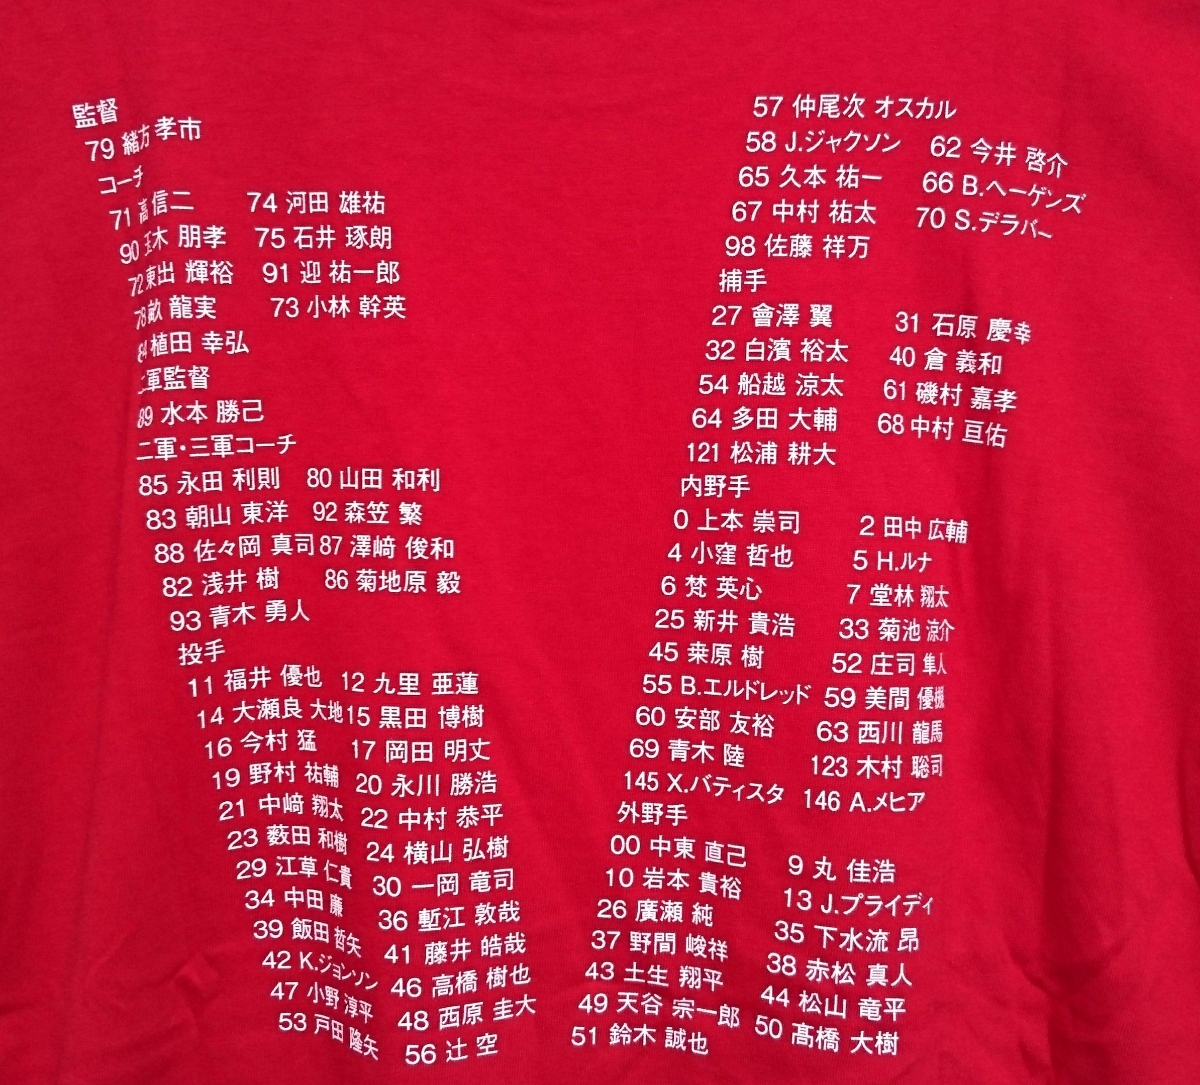 監督
79 緒方 孝市
コーチ
71 高 信二 74 河田 雄祐
90 玉木 朋孝 75 石井 琢朗
72 東出 輝裕 91 迎 祐一郎
78 畝 龍実 73 小林 幹英
84 植田 幸弘
二軍監督
89 水本 勝己
二軍・三軍コーチ
85 永田 利則 80 山田 和利
83 朝山 東洋 92 森笠 繁
88 佐々岡 真司 87 澤﨑 俊和
82 浅井 樹 86 菊地原 毅
93 青木 勇人
投手
11 福井 優也 12 九里 亜蓮
14 大瀬良 大地 15 黒田 博樹
16 今村 猛 17 岡田 明丈
19 野村 祐輔 20 永川 勝浩
21 中﨑 翔太 22 中村 恭平
23 薮田 和樹 24 横山 弘樹
29 江草 仁貴 30 一岡 竜司
34 中田 廉 36 塹江 敦哉
39 飯田 哲矢 41 藤井 皓哉
42 K.ジョンソン 46 高橋 樹也
47 小野 淳平 48 西原 圭大
53 戸田 隆矢 56 辻 空
57 仲尾次 オスカル
58 J.ジャクソン 62 今井 啓介
65 久本 祐一 66 B.ヘーゲンズ
67 中村 祐太 70 S.デラバー
98 佐藤 祥万
捕手
27 會澤 翼 31 石原 慶幸
32 白濱 裕太 40 倉 義和
54 船越 涼太 61 磯村 嘉孝
64 多田 大輔 68 中村 亘佑
121 松浦 耕大
内野手
0 上本 崇司 2 田中 広輔
4 小窪 哲也 5 H.ルナ
6 梵 英心 7 堂林 翔太
25 新井 貴浩 33 菊池 涼介
45 桒原 樹 52 庄司 隼人
55 B.エルドレッド 59 美間 優槻
60 安部 友裕 63 西川 龍馬
69 青木 陸 123 木村 聡司
145 X.バティスタ 146 A.メヒア
外野手
00 中東 直己 9 丸 佳浩
10 岩本 貴裕 13 J.プライディ
26 廣瀬 純 35 下水流 昂
37 野間 峻祥 38 赤松 真人
43 土生 翔平 44 松山 竜平
49 天谷 宗一郎 50 髙橋 大樹
51 鈴木 誠也